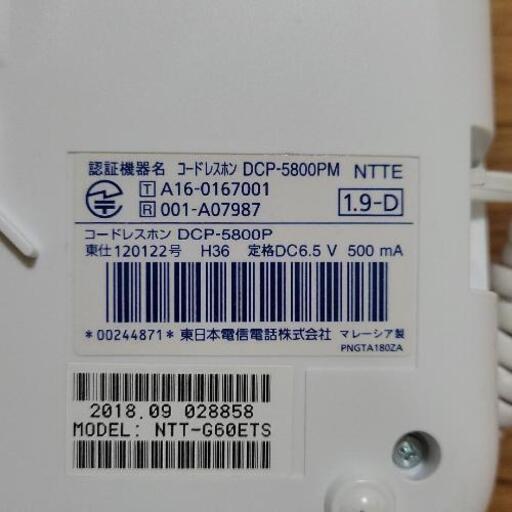 認証機器名 コードレスホン DCP-5800PM NTTE
T A16-0167001
R 001-A07987
1.9-D
コードレスホン DCP-5800P
東仕120122号 H36 定格DC6.5 V 500 mA
*00244871* 東日本電信電話株式会社 マレーシア製
PNGTA180ZA
2018.09 028858
MODEL: NTT-G60ETS